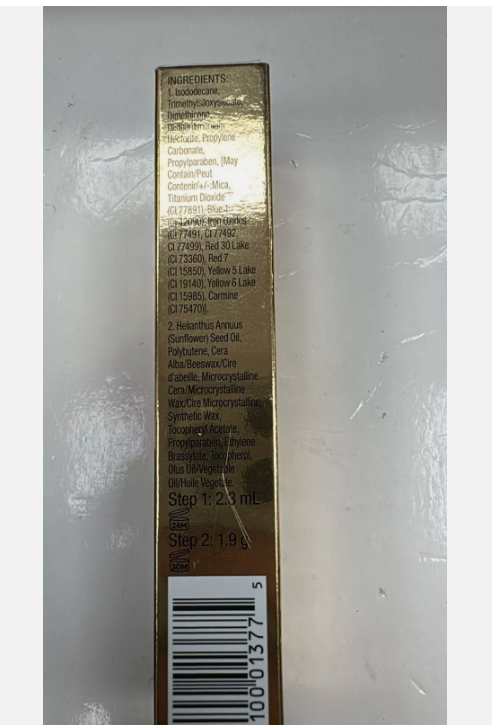 INGREDIENTS:
1. Isododecane,
Trimethylsiloxysilicate,
Dimethicone,
Hectorite, Propylene
Carbonate,
Propylparaben, [May
Contain/Peut
Contenir/+/-:Mica,
Titanium Dioxide
(CI 77891), Blue 1
Iron Oxides
(CI 77491, CI 77492,
CI 77499), Red 30 Lake
(CI 73360), Red 7
(CI 15850), Yellow 5 Lake
(CI 19140), Yellow 6 Lake
(CI 15985), Carmine
(CI 75470)].
2. Helianthus Annuus
(Sunflower) Seed Oil,
Polybutene, Cera
Alba/Beeswax/Cire
d'abeille, Microcrystalline
Cera/Microcrystalline
Wax/Cire Microcrystalline,
Synthetic Wax,
Tocopheryl Acetate,
Propylparaben, Ethylene
Brassylate, Tocopherol,
Olus Oil/Vegetable
Oil/Huile Vegetale.
Step 1: 2.3 mL
24M
Step 2: 1.9 g
30M
100 01377 5